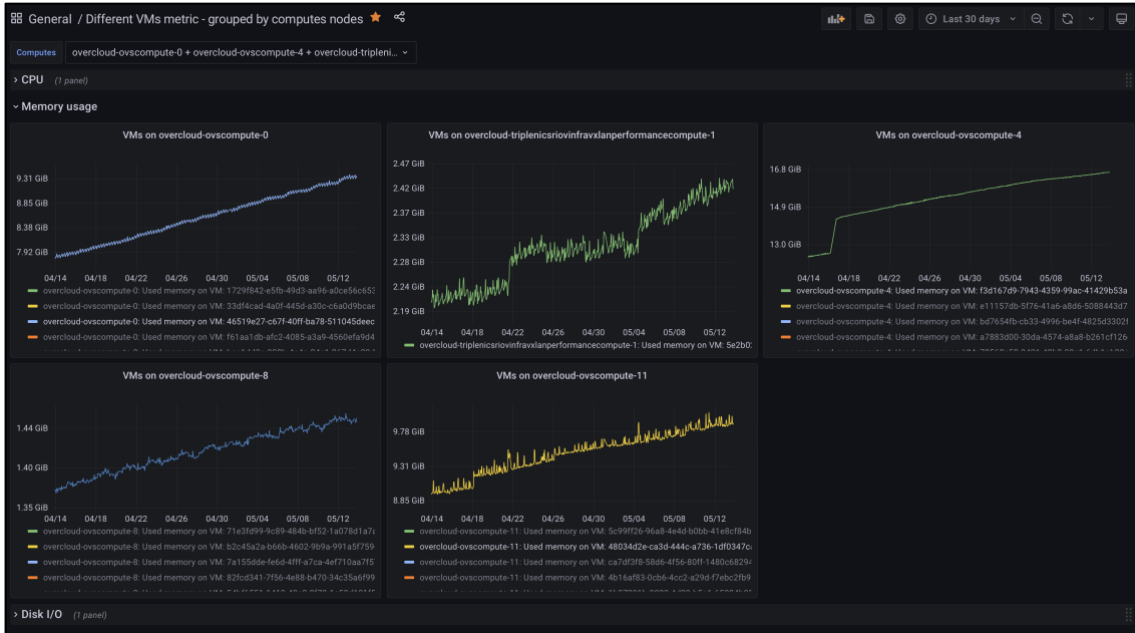 General / Different VMs metric - grouped by computes nodes
Last 30 days
Computes overcloud-ovscompute-0 + overcloud-ovscompute-4 + overcloud-tripleni...
CPU (1 panel)
Memory usage
VMs on overcloud-ovscompute-0
9.31 GiB
8.85 GiB
8.38 GiB
7.92 GiB
04/14 04/18 04/22 04/26 04/30 05/04 05/08 05/12
overcloud-ovscompute-0: Used memory on VM: 1729f842-e5fb-49d3-aa96-a0ce56c653
overcloud-ovscompute-0: Used memory on VM: 33df4cad-4a0f-445d-a30c-c6a0d9bcae
overcloud-ovscompute-0: Used memory on VM: 46519e27-c67f-40ff-ba78-511045deec
overcloud-ovscompute-0: Used memory on VM: f61aa1db-afc2-4085-a3a9-4560efa9d4
VMs on overcloud-triplenicsriovinfravxlanperformancecompute-1
2.47 GiB
2.42 GiB
2.37 GiB
2.33 GiB
2.28 GiB
2.24 GiB
2.19 GiB
04/14 04/18 04/22 04/26 04/30 05/04 05/08 05/12
overcloud-triplenicsriovinfravxlanperformancecompute-1: Used memory on VM: 5e2b0
VMs on overcloud-ovscompute-4
16.8 GiB
14.9 GiB
13.0 GiB
04/14 04/18 04/22 04/26 04/30 05/04 05/08 05/12
overcloud-ovscompute-4: Used memory on VM: f3d167d9-7943-4359-99ac-41429b53a
overcloud-ovscompute-4: Used memory on VM: e11157db-5f76-41a6-a8d6-5088443d7
overcloud-ovscompute-4: Used memory on VM: bd7654fb-cb33-4996-be4f-4825d3302f
overcloud-ovscompute-4: Used memory on VM: a7883d00-30da-4574-a8a8-b261cf126
VMs on overcloud-ovscompute-8
1.44 GiB
1.40 GiB
1.35 GiB
04/14 04/18 04/22 04/26 04/30 05/04 05/08 05/12
overcloud-ovscompute-8: Used memory on VM: 71e3fd99-9c89-484b-bf52-1a078d1a7
overcloud-ovscompute-8: Used memory on VM: b2c45a2a-b66b-4602-9b9a-991a5f759
overcloud-ovscompute-8: Used memory on VM: 7a155dde-fe6d-4fff-a7ca-4ef710aa7f5
overcloud-ovscompute-8: Used memory on VM: 82fcd341-7f56-4e88-b470-34c35a6f99
VMs on overcloud-ovscompute-11
9.78 GiB
9.31 GiB
8.85 GiB
04/14 04/18 04/22 04/26 04/30 05/04 05/08 05/12
overcloud-ovscompute-11: Used memory on VM: 5c99ff26-96a8-4e4d-b0bb-41e8cf84b
overcloud-ovscompute-11: Used memory on VM: 48034d2e-ca3d-444c-a736-1df0347c
overcloud-ovscompute-11: Used memory on VM: ca7df3f8-58d6-4f56-80ff-1480c68294
overcloud-ovscompute-11: Used memory on VM: 4b16af83-0cb6-4cc2-a29d-f7ebc2fb9
Disk I/O (1 panel)